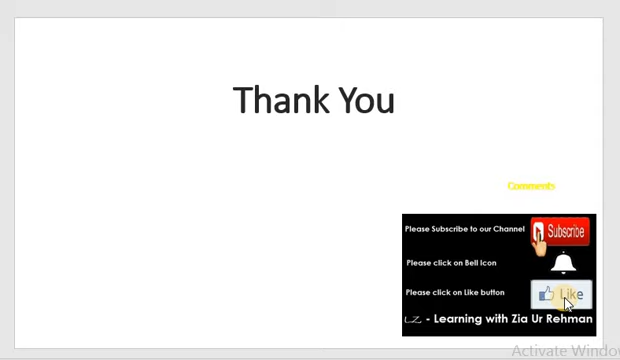 Thank You
Comments
Please Subscribe to our Channel
Subscribe
Please click on Bell Icon
Please click on Like button
Like
LZ - Learning with Zia Ur Rehman
Activate Windo